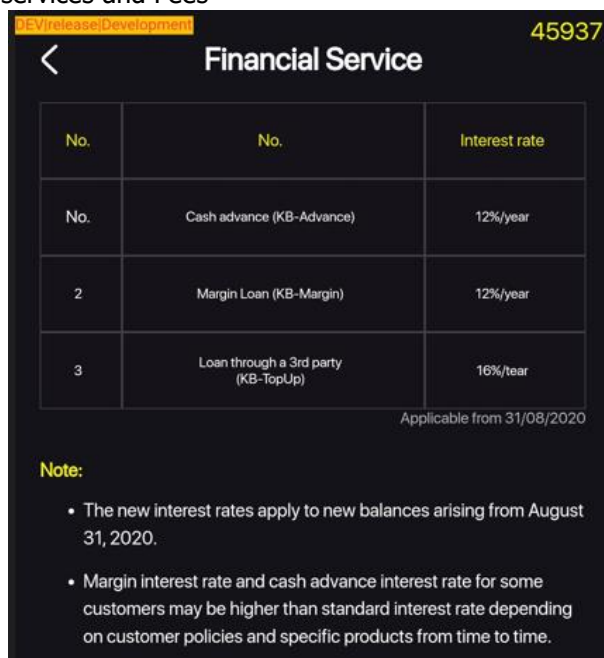 services and Fees
DEV|release|Development
45937
Financial Service
No. No. Interest rate
No. Cash advance (KB-Advance) 12%/year
2 Margin Loan (KB-Margin) 12%/year
3 Loan through a 3rd party
(KB-TopUp) 16%/tear
Applicable from 31/08/2020
Note:
• The new interest rates apply to new balances arising from August
31, 2020.
• Margin interest rate and cash advance interest rate for some
customers may be higher than standard interest rate depending
on customer policies and specific products from time to time.